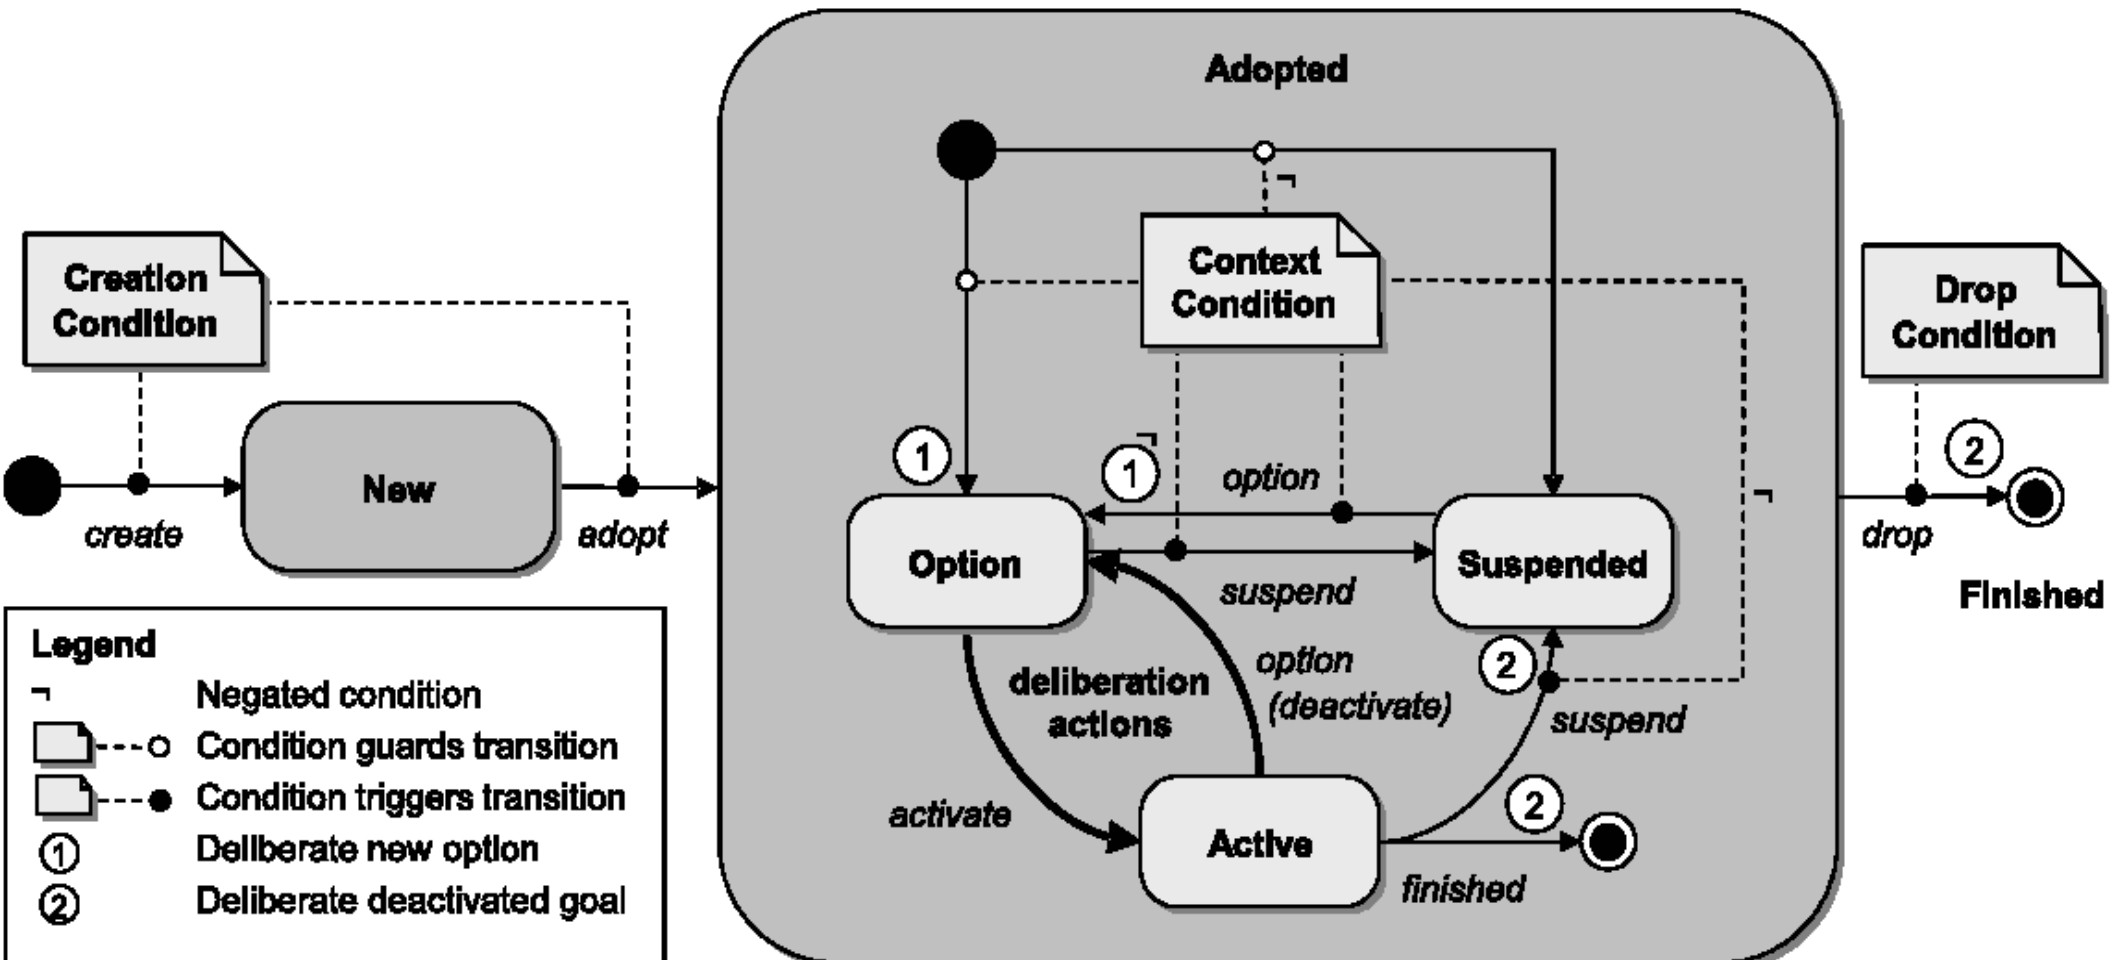 Adopted
¬
Creation
Condition
Context
Condition
Drop
Condition
1
¬
1
option
2
New
¬
create
adopt
drop
Option
Suspended
suspend
Finished
Legend
¬ Negated condition
Condition guards transition
Condition triggers transition
1 Deliberate new option
2 Deliberate deactivated goal
deliberation
actions
option
(deactivate)
2
suspend
activate
Active
2
finished